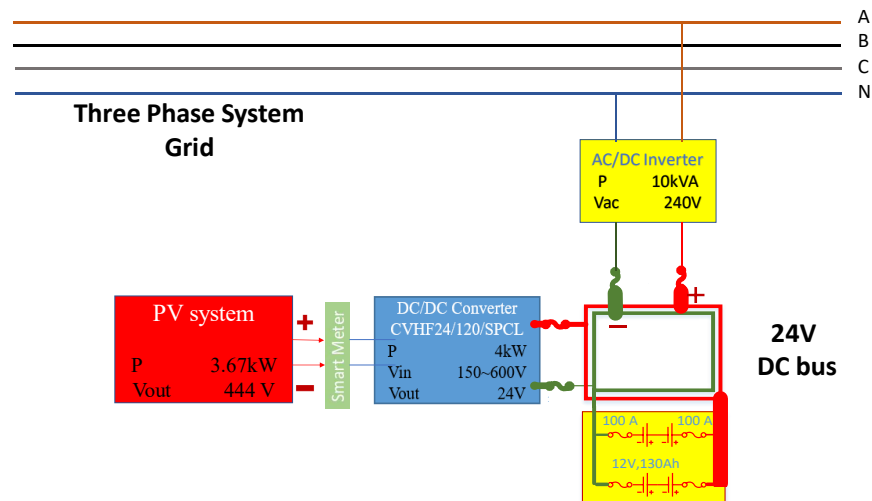 A
B
C
N
Three Phase System
Grid
AC/DC Inverter
P 10kVA
Vac 240V
PV system
P 3.67kW
Vout 444 V
+
−
Smart Meter
DC/DC Converter
CVHF24/120/SPCL
P 4kW
Vin 150~600V
Vout 24V
−
+
24V
DC bus
100 A 100 A
- + - +
12V,130Ah
- + - +